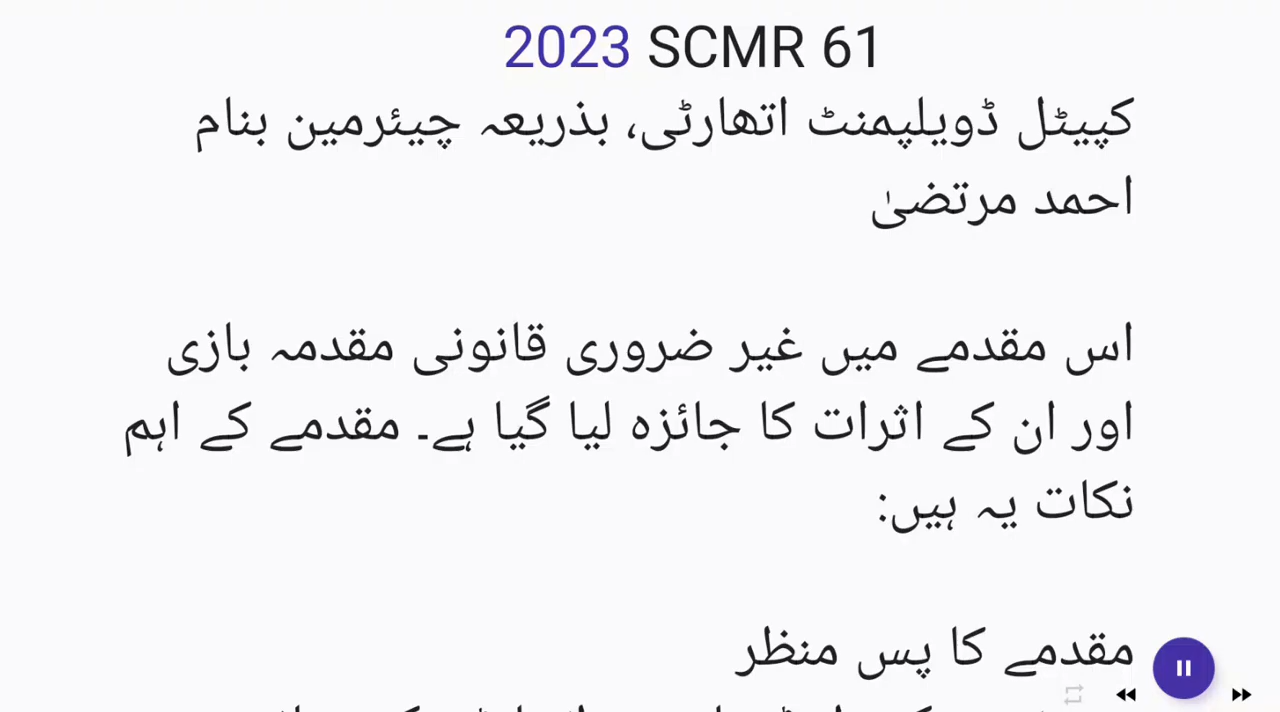 2023 SCMR 61
کیپیٹل ڈویلپمنٹ اتھارٹی، بذریعہ چیئرمین بنام
احمد مرتضیٰ
اس مقدمے میں غیر ضروری قانونی مقدمہ بازی
اور ان کے اثرات کا جائزہ لیا گیا ہے۔ مقدمے کے اہم
نکات یہ ہیں:
مقدمے کا پس منظر